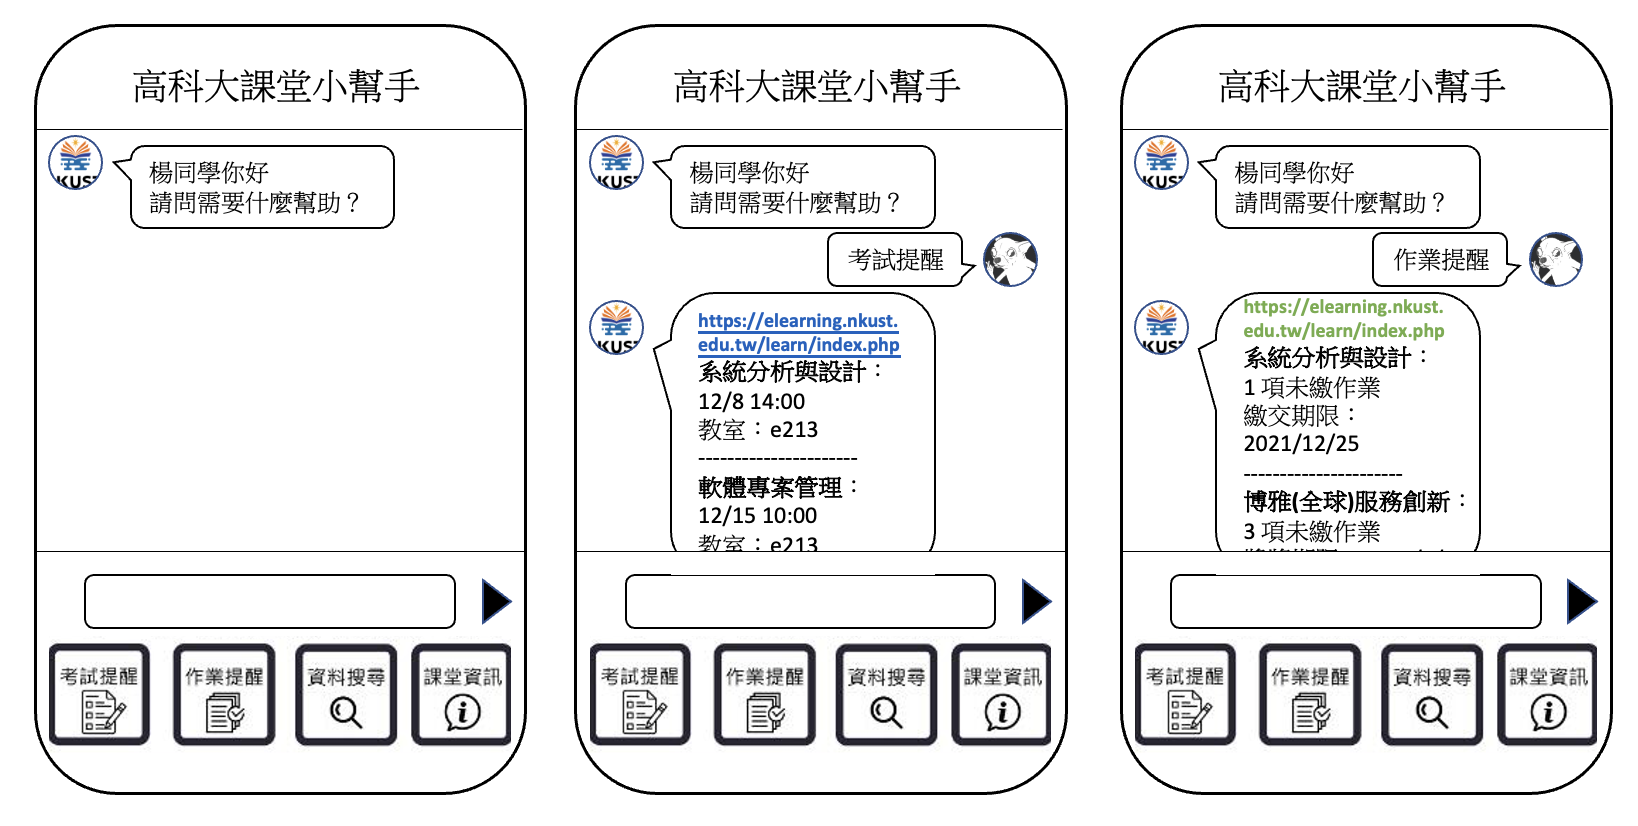 高科大課堂小幫手
KUST
楊同學你好
請問需要什麼幫助？
考試提醒
作業提醒
資料搜尋
課堂資訊
高科大課堂小幫手
KUST
楊同學你好
請問需要什麼幫助？
考試提醒
KUST
https://elearning.nkust.
edu.tw/learn/index.php
系統分析與設計：
12/8 14:00
教室：e213
----------------------
軟體專案管理：
12/15 10:00
教室：e213
考試提醒
作業提醒
資料搜尋
課堂資訊
高科大課堂小幫手
KUST
楊同學你好
請問需要什麼幫助？
作業提醒
KUST
https://elearning.nkust.
edu.tw/learn/index.php
系統分析與設計：
1 項未繳作業
繳交期限：
2021/12/25
----------------------
博雅(全球)服務創新：
3 項未繳作業
考試提醒
作業提醒
資料搜尋
課堂資訊